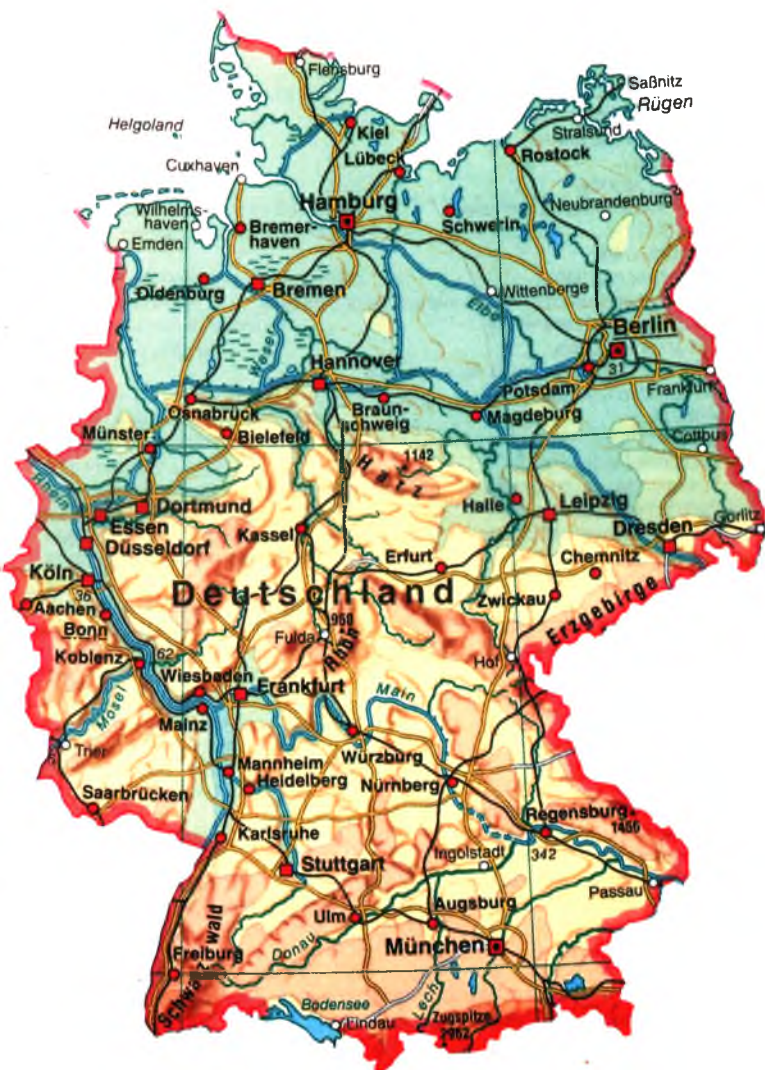 Flensburg
Saßnitz
Rügen
Helgoland
Kiel
Stralsund
Lübeck
Rostock
Cuxhaven
Hamburg
Neubrandenburg
Wilhelms-
haven
Bremer-
haven
Schwerin
Emden
Oldenburg
Bremen
Wittenberge
Elbe
Berlin
Weser
Hannover
31
Potsdam
Frankfurt
Osnabrück
Braun-
schweig
Magdeburg
Münster
Bielefeld
Cottbus
1142
Harz
Rhein
Halle
Leipzig
Dortmund
Essen
Görlitz
Kassel
Dresden
Düsseldorf
Erfurt
Chemnitz
Köln
36
Deutschland
Zwickau
Erzgebirge
Aachen
Bonn
950
Fulda
Rhön
Koblenz
62
Hof
Wiesbaden
Frankfurt
Main
Mosel
Mainz
Trier
Würzburg
Mannheim
Heidelberg
Nürnberg
Saarbrücken
Regensburg
1456
Karlsruhe
342
Ingolstadt
Stuttgart
Passau
Ulm
Augsburg
Donau
München
Freiburg
Schwarzwald
Lech
Bodensee
Lindau
Zugspitze
2962